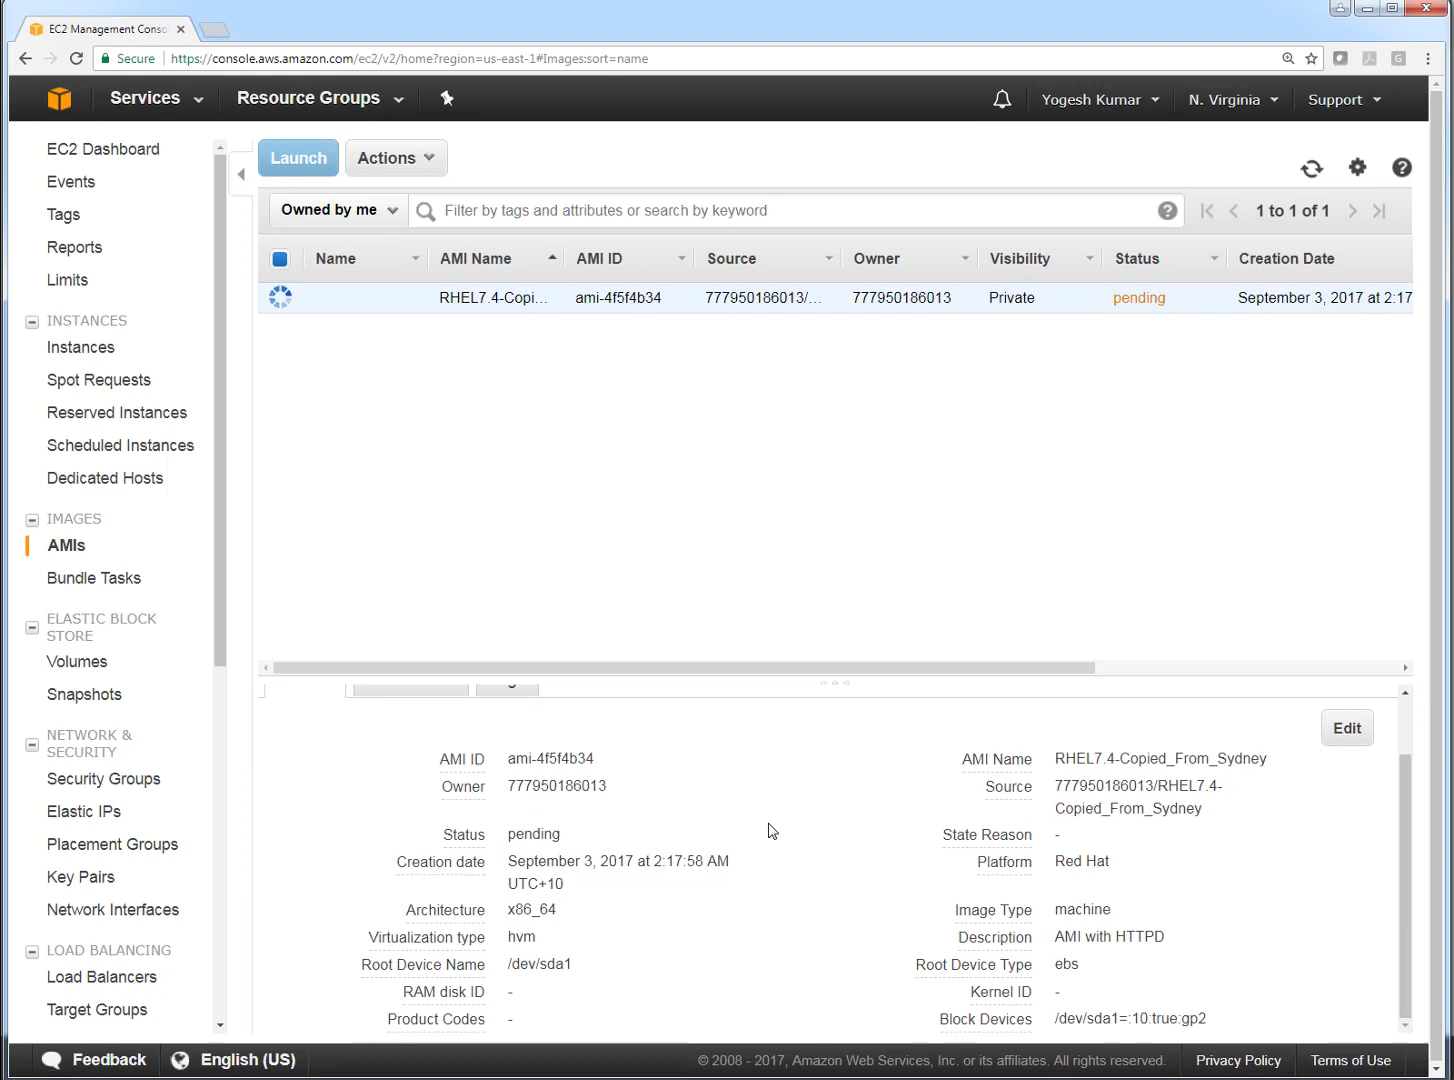 EC2 Management Conso
Secure https://console.aws.amazon.com/ec2/v2/home?region=us-east-1#Images:sort=name
Services Resource Groups Yogesh Kumar N. Virginia Support
EC2 Dashboard
Events
Tags
Reports
Limits
INSTANCES
Instances
Spot Requests
Reserved Instances
Scheduled Instances
Dedicated Hosts
IMAGES
AMIs
Bundle Tasks
ELASTIC BLOCK
STORE
Volumes
Snapshots
NETWORK &
SECURITY
Security Groups
Elastic IPs
Placement Groups
Key Pairs
Network Interfaces
LOAD BALANCING
Load Balancers
Target Groups
Launch Actions
Owned by me Filter by tags and attributes or search by keyword 1 to 1 of 1
Name AMI Name AMI ID Source Owner Visibility Status Creation Date
RHEL7.4-Copi... ami-4f5f4b34 777950186013/... 777950186013 Private pending September 3, 2017 at 2:17
Edit
AMI ID ami-4f5f4b34 AMI Name RHEL7.4-Copied_From_Sydney
Owner 777950186013 Source 777950186013/RHEL7.4-
Copied_From_Sydney
Status pending State Reason -
Creation date September 3, 2017 at 2:17:58 AM Platform Red Hat
UTC+10
Architecture x86_64 Image Type machine
Virtualization type hvm Description AMI with HTTPD
Root Device Name /dev/sda1 Root Device Type ebs
RAM disk ID - Kernel ID -
Product Codes - Block Devices /dev/sda1=:10:true:gp2
Feedback English (US) © 2008 - 2017, Amazon Web Services, Inc. or its affiliates. All rights reserved. Privacy Policy Terms of Use